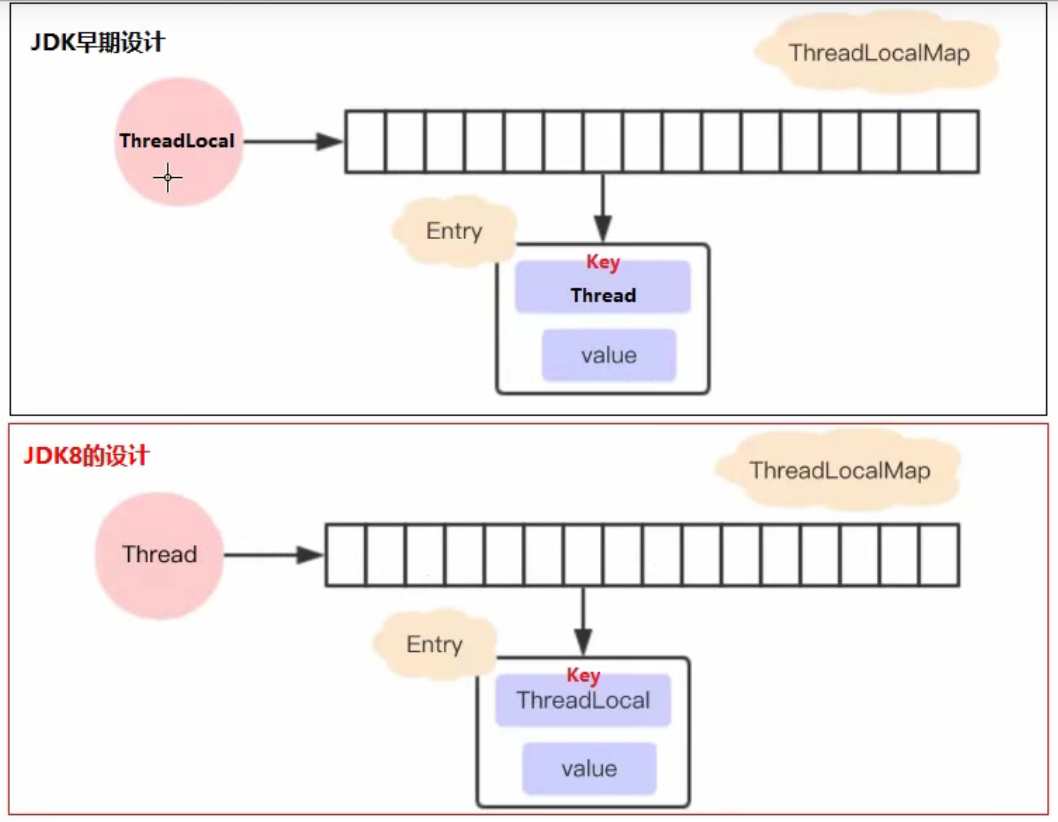 JDK早期设计
ThreadLocalMap
ThreadLocal
Entry
Key
Thread
value
JDK8的设计
ThreadLocalMap
Thread
Entry
Key
ThreadLocal
value